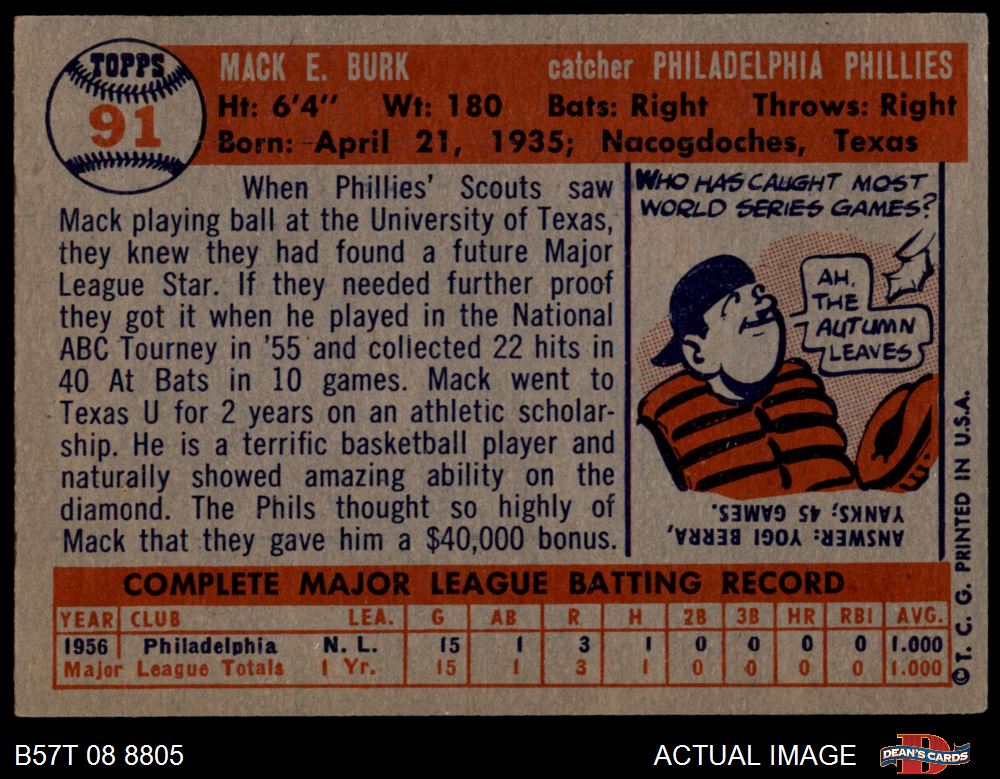 TOPPS
91
MACK E. BURK catcher PHILADELPHIA PHILLIES
Ht: 6'4" Wt: 180 Bats: Right Throws: Right
Born: April 21, 1935; Nacogdoches, Texas
When Phillies' Scouts saw
Mack playing ball at the University of Texas,
they knew they had found a future Major
League Star. If they needed further proof
they got it when he played in the National
ABC Tourney in '55 and collected 22 hits in
40 At Bats in 10 games. Mack went to
Texas U for 2 years on an athletic scholar-
ship. He is a terrific basketball player and
naturally showed amazing ability on the
diamond. The Phils thought so highly of
Mack that they gave him a $40,000 bonus.
WHO HAS CAUGHT MOST
WORLD SERIES GAMES?
AH,
THE
AUTUMN
LEAVES
ANSWER: YOGI BERRA,
YANKS; 45 GAMES.
COMPLETE MAJOR LEAGUE BATTING RECORD
YEAR CLUB LEA. G AB R H 2B 3B HR RBI AVG.
1956 Philadelphia N. L. 15 1 3 1 0 0 0 0 1.000
Major League Totals 1 Yr. 15 1 3 1 0 0 0 0 1.000
©T. C. G. PRINTED IN U.S.A.
B57T 08 8805 ACTUAL IMAGE DEAN'S CARDS